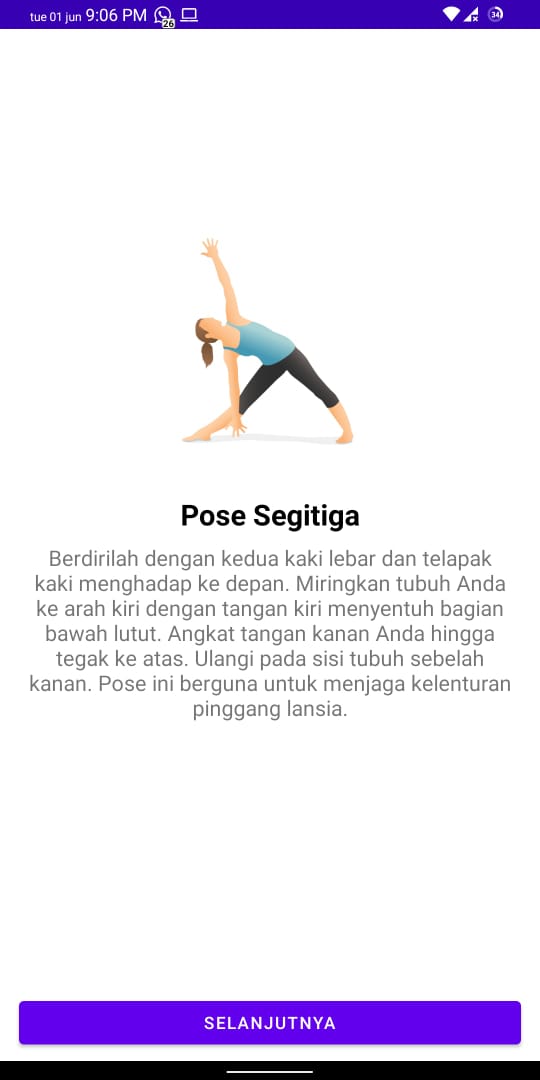 tue 01 jun 9:06 PM 26 34
Pose Segitiga
Berdirilah dengan kedua kaki lebar dan telapak
kaki menghadap ke depan. Miringkan tubuh Anda
ke arah kiri dengan tangan kiri menyentuh bagian
bawah lutut. Angkat tangan kanan Anda hingga
tegak ke atas. Ulangi pada sisi tubuh sebelah
kanan. Pose ini berguna untuk menjaga kelenturan
pinggang lansia.
SELANJUTNYA